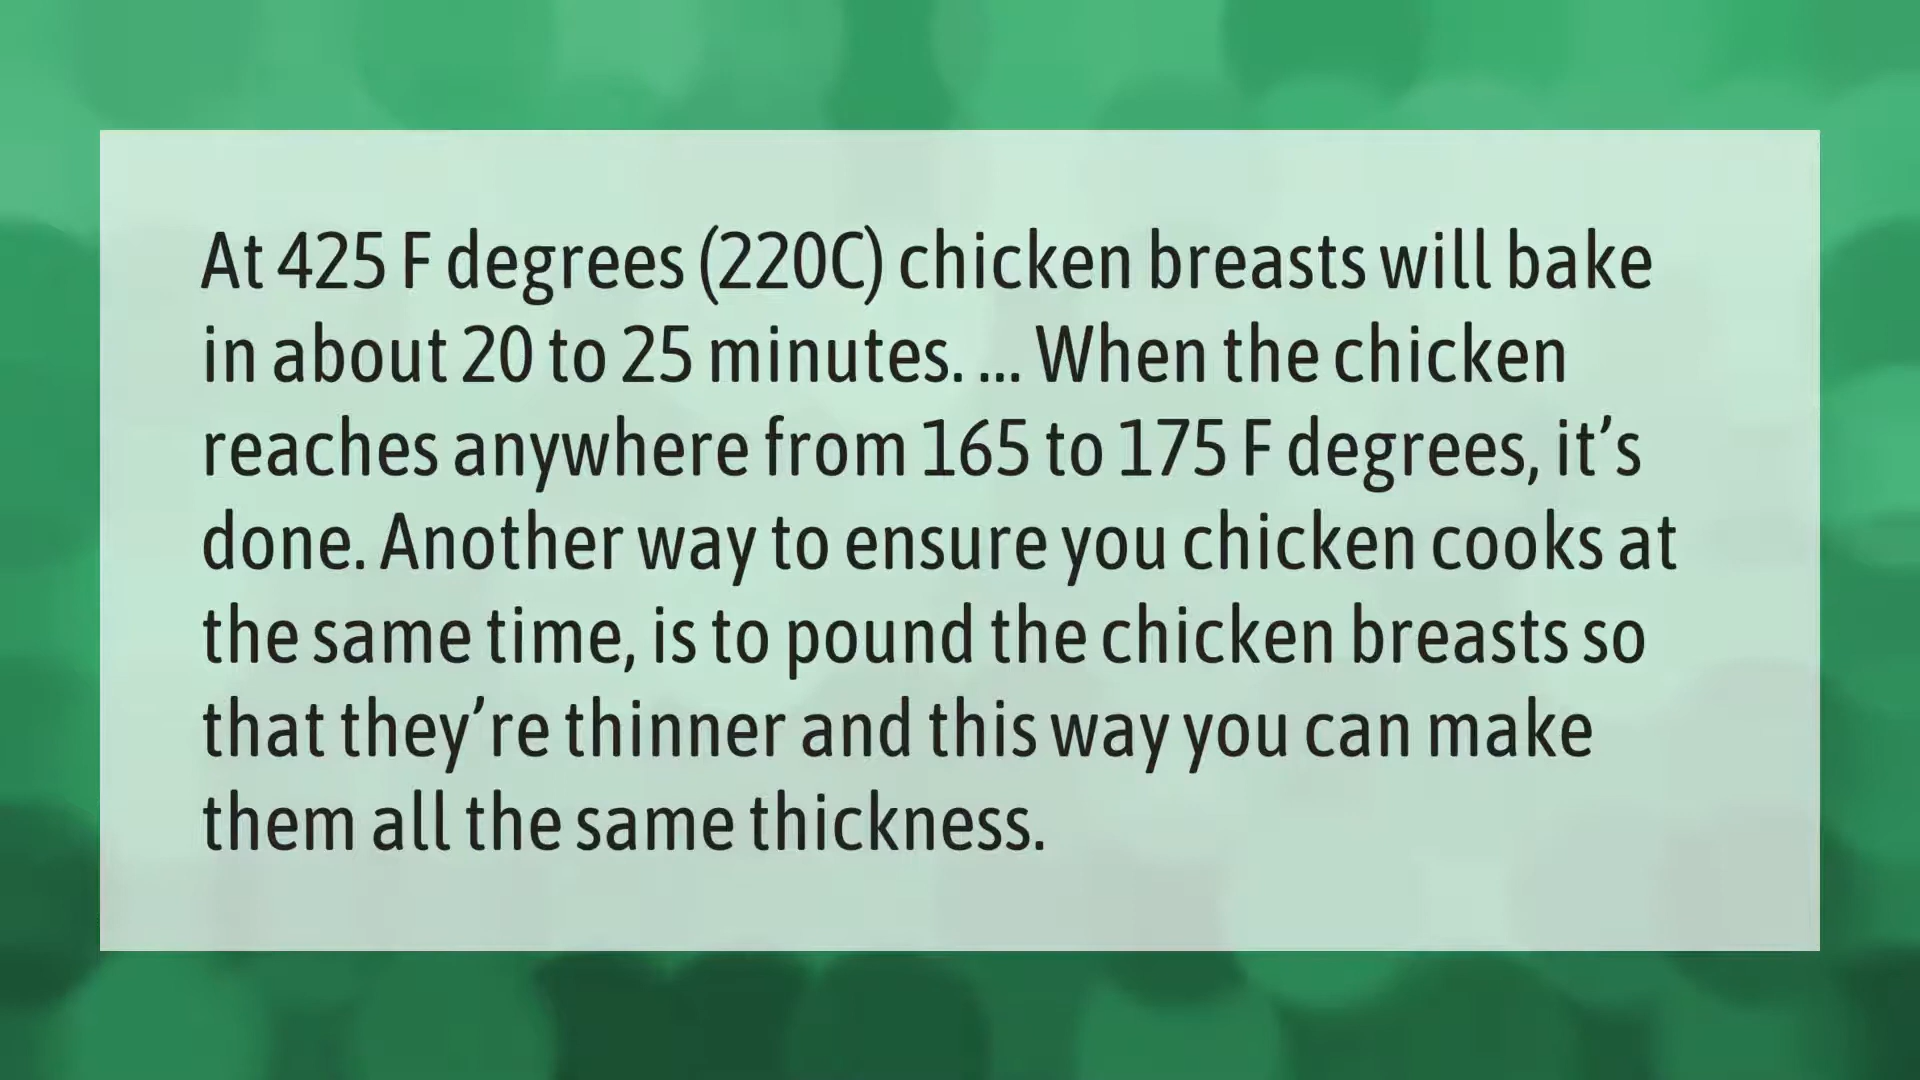 At 425 F degrees (220C) chicken breasts will bake
in about 20 to 25 minutes. ... When the chicken
reaches anywhere from 165 to 175 F degrees, it’s
done. Another way to ensure you chicken cooks at
the same time, is to pound the chicken breasts so
that they’re thinner and this way you can make
them all the same thickness.